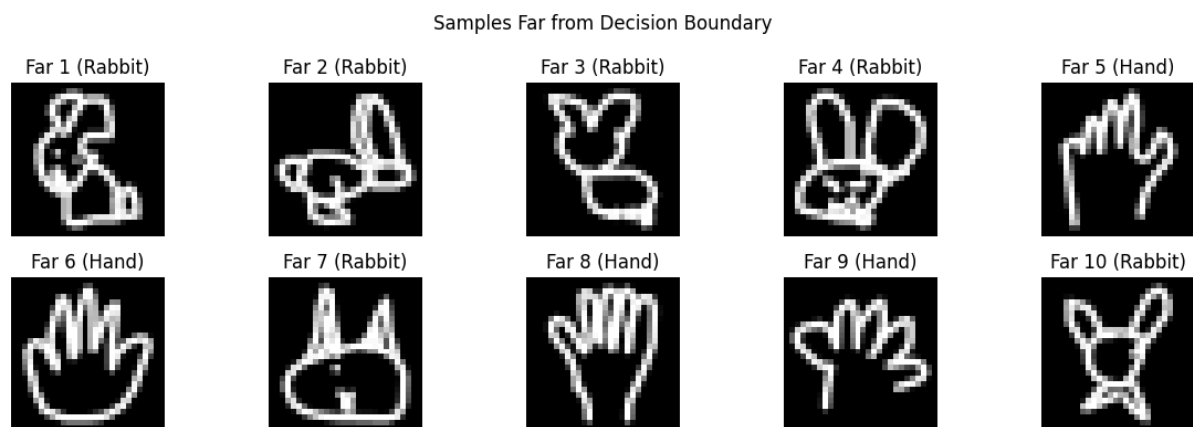 Samples Far from Decision Boundary
Far 1 (Rabbit) Far 2 (Rabbit) Far 3 (Rabbit) Far 4 (Rabbit) Far 5 (Hand)
Far 6 (Hand) Far 7 (Rabbit) Far 8 (Hand) Far 9 (Hand) Far 10 (Rabbit)